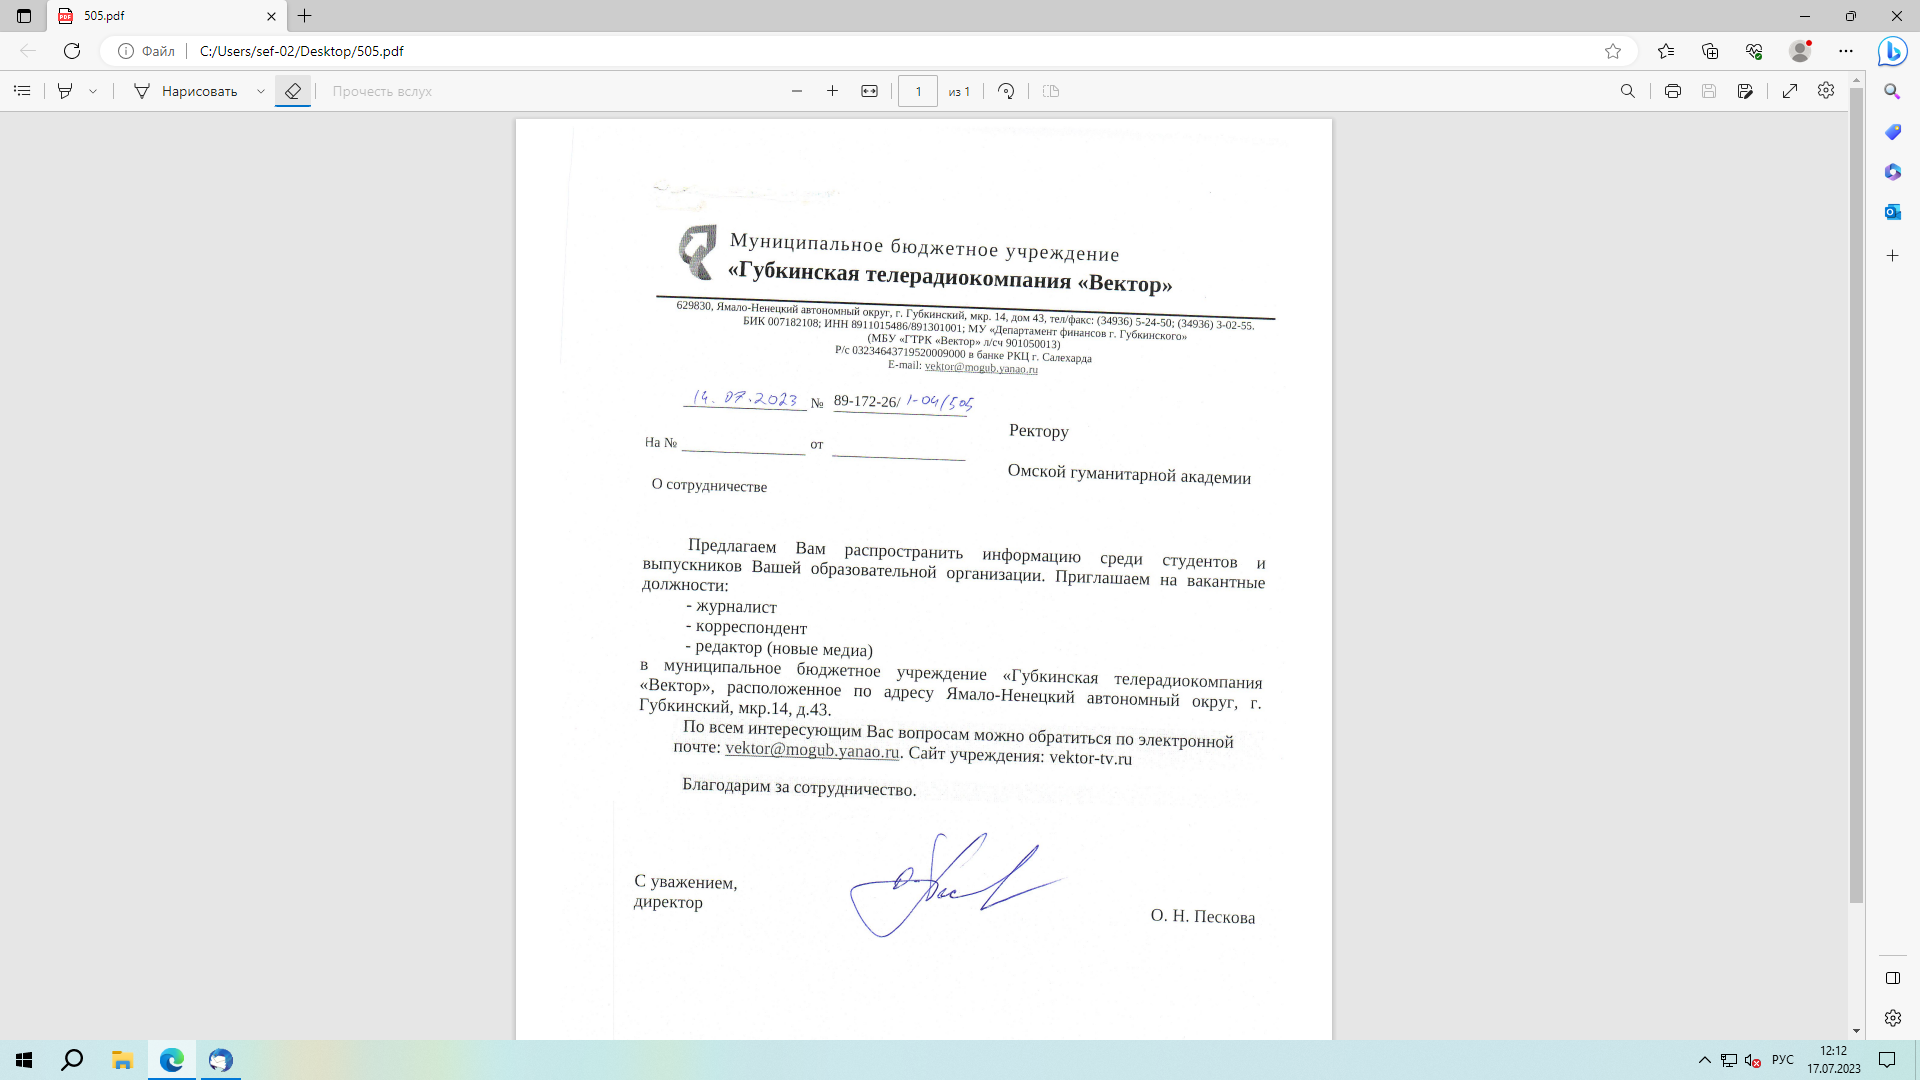 505.pdf
Файл
C:/Users/sef-02/Desktop/505.pdf
Нарисовать
Прочесть вслух
1
из 1
Муниципальное бюджетное учреждение
«Губкинская телерадиокомпания «Вектор»
629830, Ямало-Ненецкий автономный округ, г. Губкинский, мкр. 14, дом 43, тел/факс: (34936) 5-24-50; (34936) 3-02-55.
БИК 007182108; ИНН 8911015486/891301001; МУ «Департамент финансов г. Губкинского»
(МБУ «ГТРК «Вектор» л/сч 901050013)
Р/с 03234643719520009000 в банке РКЦ г. Салехарда
E-mail: vektor@mogub.yanao.ru
14.07.2023 № 89-172-26/ 1-04/505
На № от
Ректору
Омской гуманитарной академии
О сотрудничестве
Предлагаем Вам распространить информацию среди студентов и
выпускников Вашей образовательной организации. Приглашаем на вакантные
должности:
- журналист
- корреспондент
- редактор (новые медиа)
в муниципальное бюджетное учреждение «Губкинская телерадиокомпания
«Вектор», расположенное по адресу Ямало-Ненецкий автономный округ, г.
Губкинский, мкр.14, д.43.
По всем интересующим Вас вопросам можно обратиться по электронной
почте: vektor@mogub.yanao.ru. Сайт учреждения: vektor-tv.ru
Благодарим за сотрудничество.
С уважением,
директор
О. Н. Пескова
РУС
12:12
17.07.2023